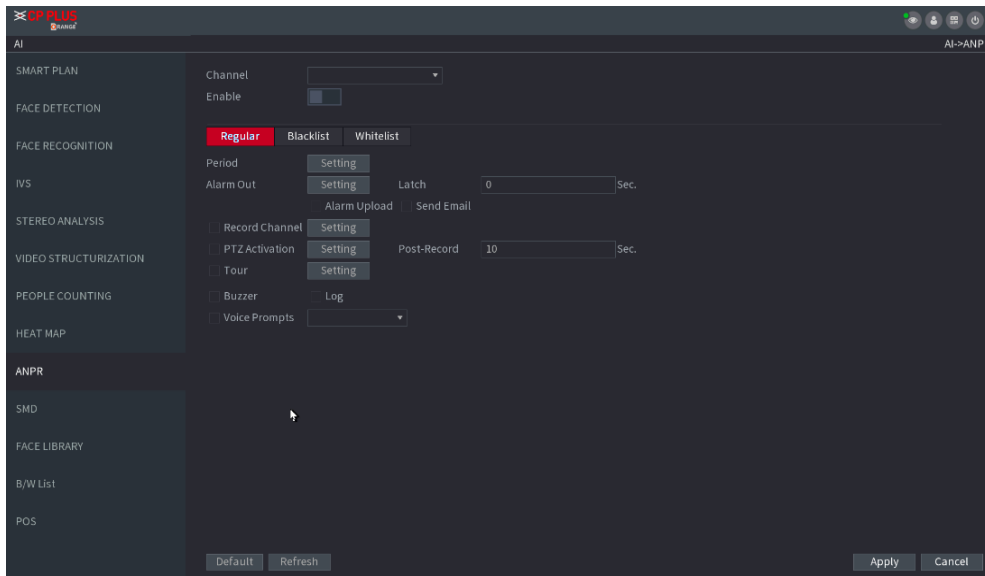 CP PLUS
ORANGE
AI
AI->ANP
SMART PLAN
FACE DETECTION
FACE RECOGNITION
IVS
STEREO ANALYSIS
VIDEO STRUCTURIZATION
PEOPLE COUNTING
HEAT MAP
ANPR
SMD
FACE LIBRARY
B/W List
POS
Channel
Enable
Regular Blacklist Whitelist
Period Setting
Alarm Out Setting Latch 0 Sec.
Alarm Upload Send Email
Record Channel Setting
PTZ Activation Setting Post-Record 10 Sec.
Tour Setting
Buzzer Log
Voice Prompts
Default Refresh Apply Cancel